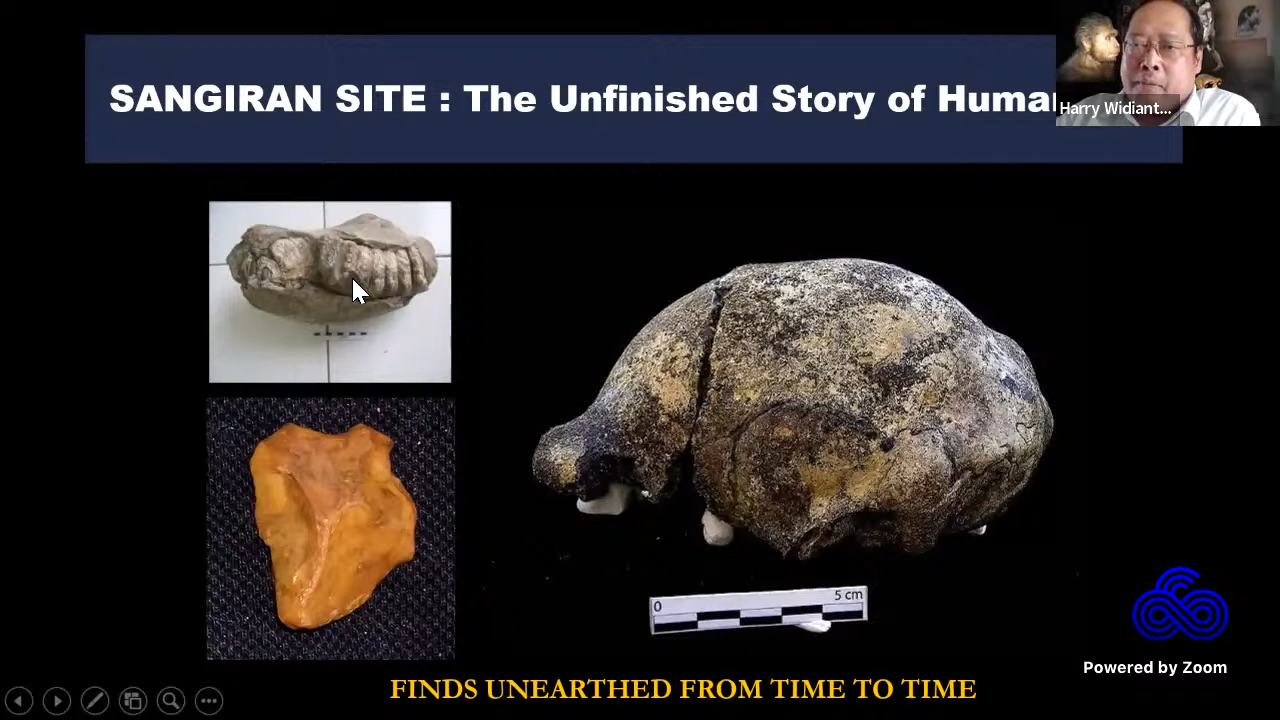 SANGIRAN SITE : The Unfinished Story of Human
Harry Widiant...
0 5 cm
Powered by Zoom
FINDS UNEARTHED FROM TIME TO TIME